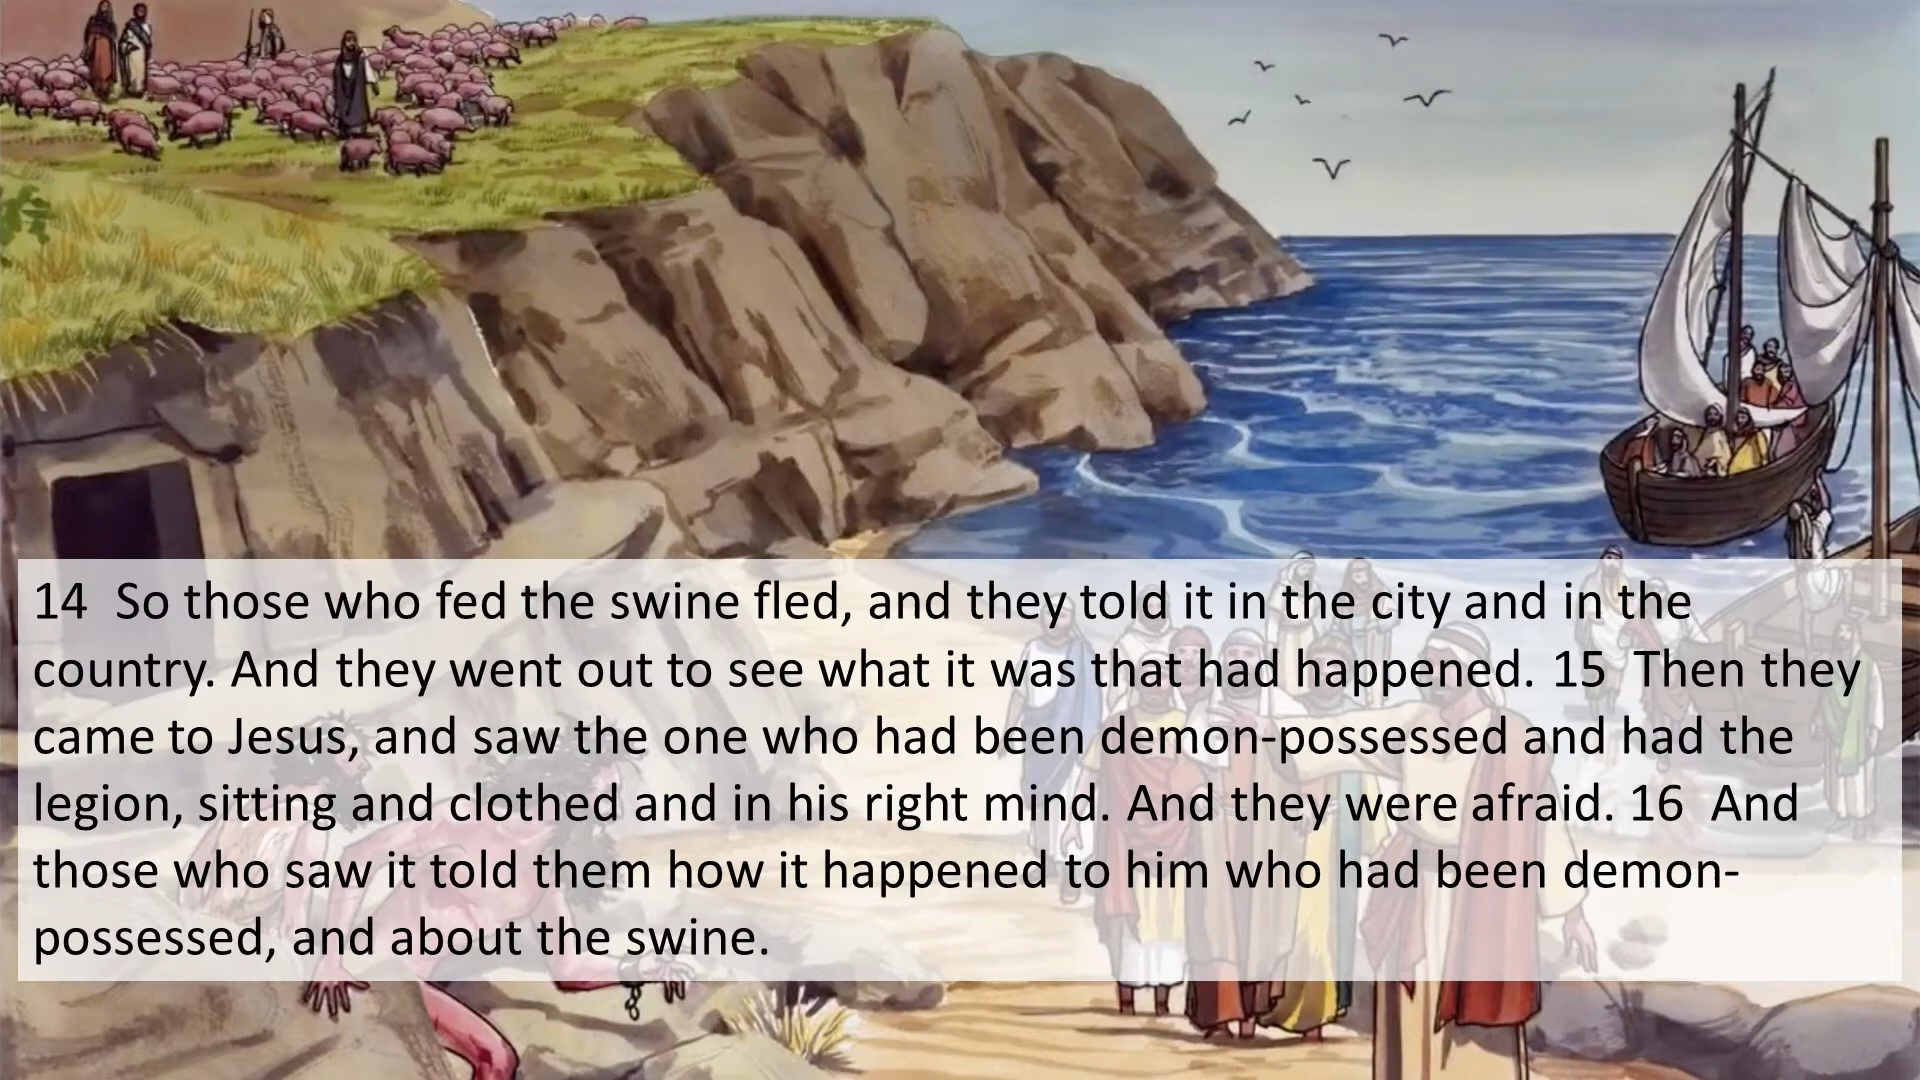 14  So those who fed the swine fled, and they told it in the city and in the
country. And they went out to see what it was that had happened. 15  Then they
came to Jesus, and saw the one who had been demon-possessed and had the
legion, sitting and clothed and in his right mind. And they were afraid. 16  And
those who saw it told them how it happened to him who had been demon-
possessed, and about the swine.